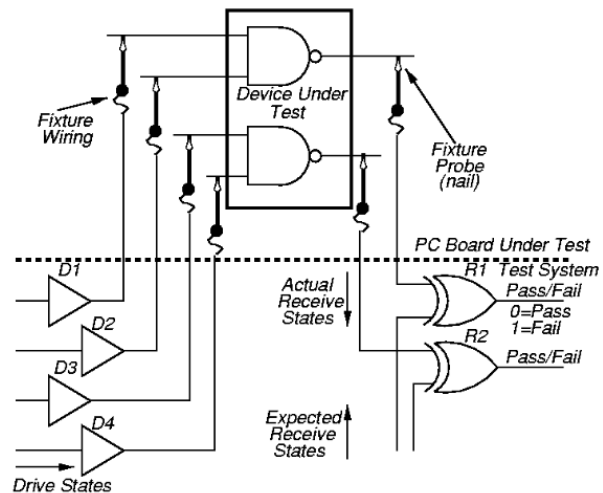 Device Under
Test
Fixture
Wiring
Fixture
Probe
(nail)
PC Board Under Test
Test System
D1
D2
D3
D4
Drive States
Actual
Receive
States
Expected
Receive
States
R1
Pass/Fail
0=Pass
1=Fail
R2
Pass/Fail